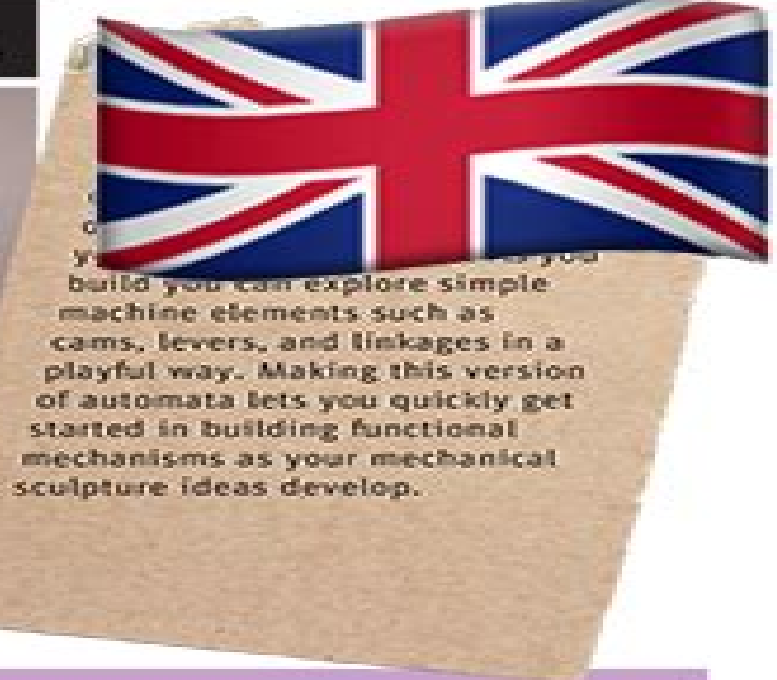 you
build you can explore simple
machine elements such as
cams, levers, and linkages in a
playful way. Making this version
of automata lets you quickly get
started in building functional
mechanisms as your mechanical
sculpture ideas develop.